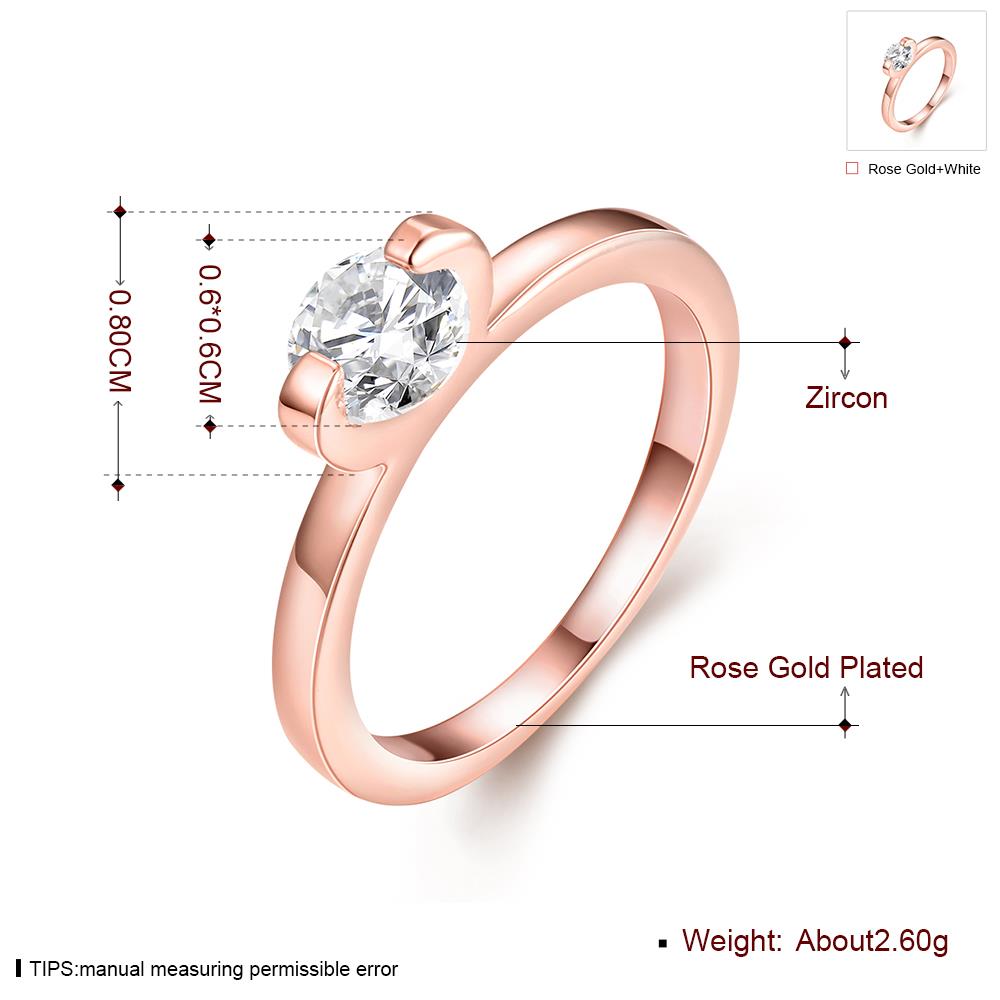 Rose Gold+White
0.80CM
0.6*0.6CM
Zircon
Rose Gold Plated
Weight: About2.60g
TIPS:manual measuring permissible error